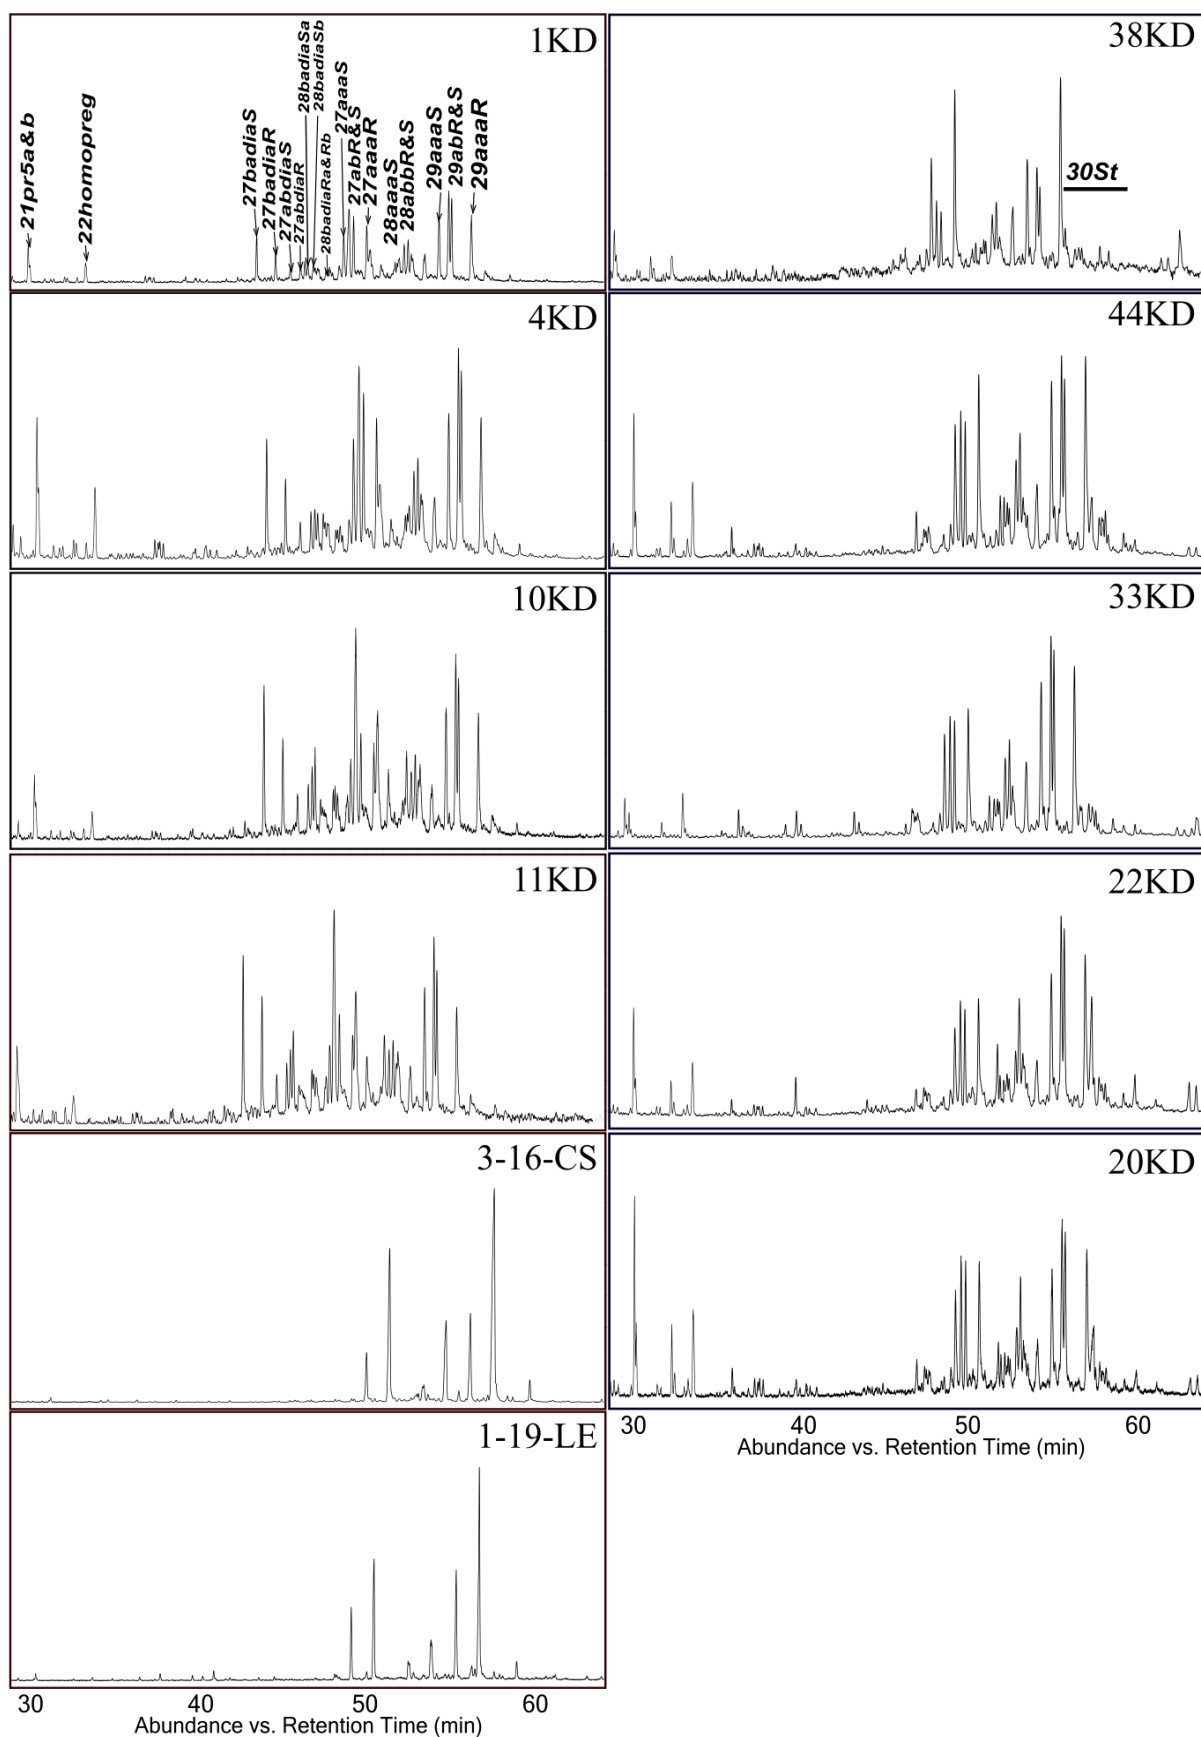 1KD
21pr5a&b
22homopreg
27badiaS
27badiaR
27abdiaS
27abdiaR
28badiaSa
28badiaSb
28badiaRa&Rb
27aaaS
27abR&S
27aaaR
28aaaS
28abbR&S
29aaaS
29abR&S
29aaaR
4KD
10KD
11KD
3-16-CS
1-19-LE
30 40 50 60
Abundance vs. Retention Time (min)
38KD
30St
44KD
33KD
22KD
20KD
30 40 50 60
Abundance vs. Retention Time (min)